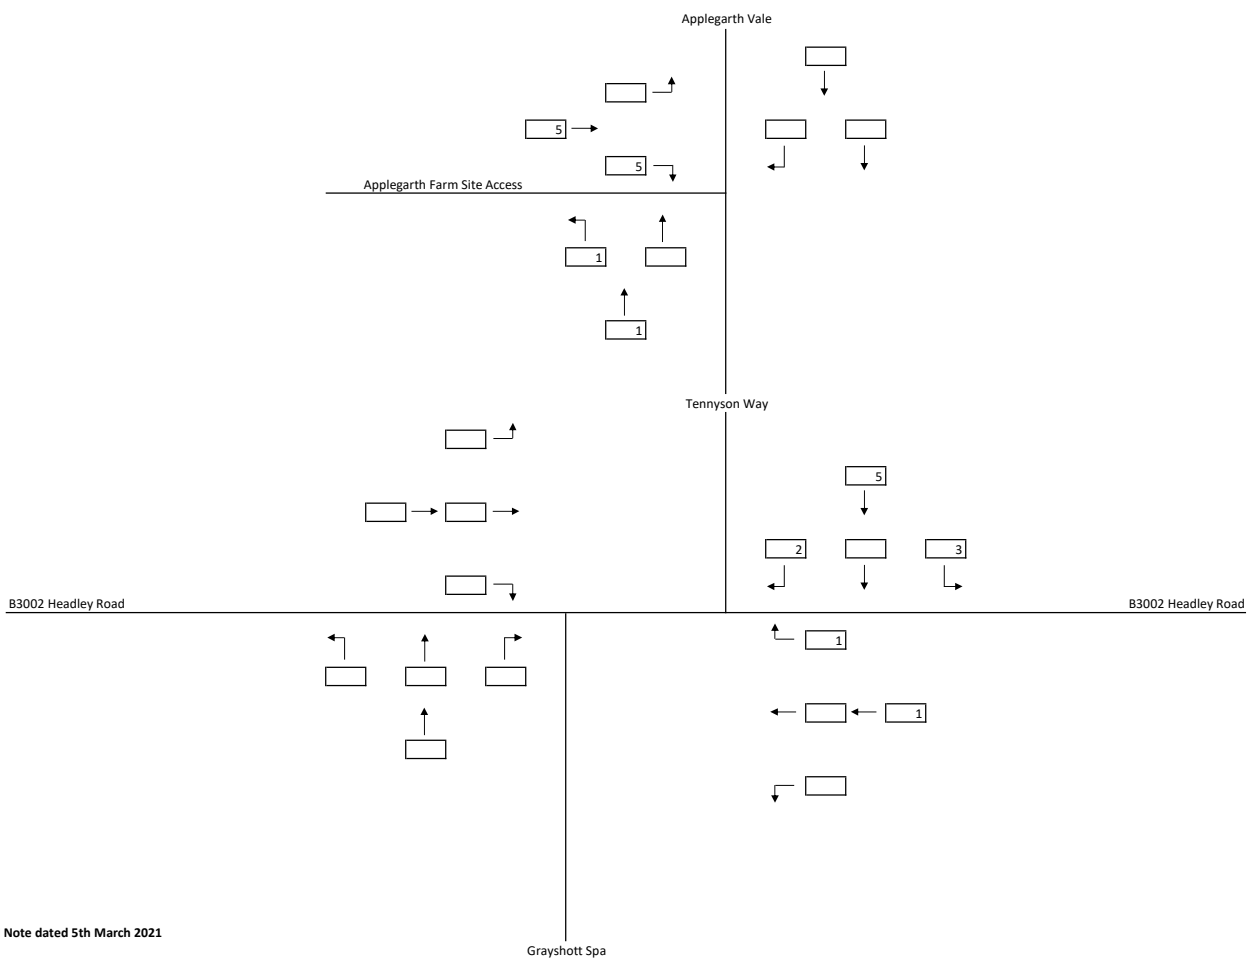 Applegarth Vale
5
5
Applegarth Farm Site Access
1
1
Tennyson Way
5
2
3
B3002 Headley Road
B3002 Headley Road
1
1
Note dated 5th March 2021
Grayshott Spa